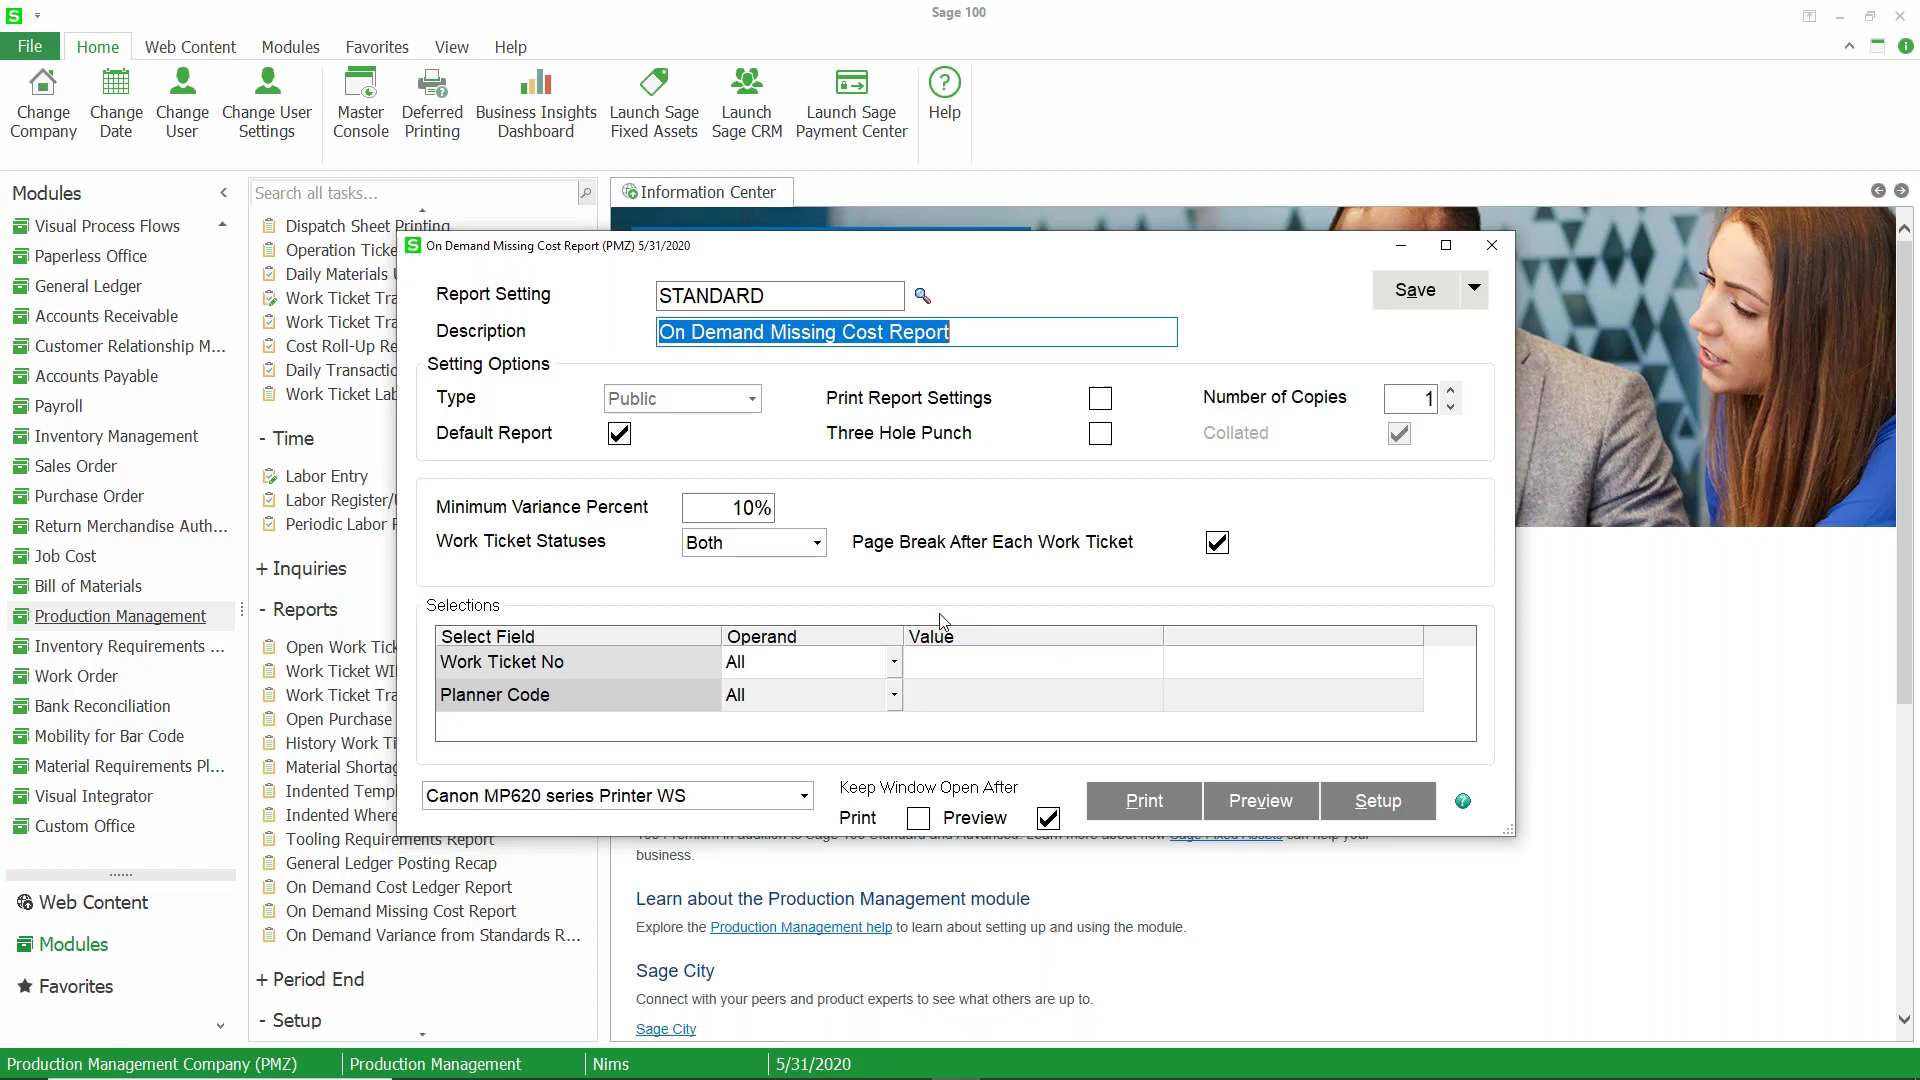 Sage 100
File
Home
Web Content
Modules
Favorites
View
Help
Change Company
Change Date
Change User
Change User Settings
Master Console
Deferred Printing
Business Insights Dashboard
Launch Sage Fixed Assets
Launch Sage CRM
Launch Sage Payment Center
Help
Modules
Visual Process Flows
Paperless Office
General Ledger
Accounts Receivable
Customer Relationship M...
Accounts Payable
Payroll
Inventory Management
Sales Order
Purchase Order
Return Merchandise Auth...
Job Cost
Bill of Materials
Production Management
Inventory Requirements ...
Work Order
Bank Reconciliation
Mobility for Bar Code
Material Requirements Pl...
Visual Integrator
Custom Office
Web Content
Modules
Favorites
Search all tasks...
Dispatch Sheet Printing
Operation Ticke
Daily Materials
Work Ticket Tra
Work Ticket Tra
Cost Roll-Up Re
Daily Transactio
Work Ticket Lab
- Time
Labor Entry
Labor Register/
Periodic Labor
+ Inquiries
- Reports
Open Work Tick
Work Ticket WI
Work Ticket Tra
Open Purchase
History Work Ti
Material Shortag
Indented Temp
Indented Where
Tooling Requirements Report
General Ledger Posting Recap
On Demand Cost Ledger Report
On Demand Missing Cost Report
On Demand Variance from Standards R...
+ Period End
- Setup
Information Center
On Demand Missing Cost Report (PMZ) 5/31/2020
Report Setting
STANDARD
Save
Description
On Demand Missing Cost Report
Setting Options
Type
Public
Print Report Settings
Number of Copies
1
Default Report
Three Hole Punch
Collated
Minimum Variance Percent
10%
Work Ticket Statuses
Both
Page Break After Each Work Ticket
Selections
Select Field Operand Value
Work Ticket No All
Planner Code All
Canon MP620 series Printer WS
Keep Window Open After
Print
Preview
Print
Preview
Setup
business.
Learn about the Production Management module
Explore the Production Management help to learn about setting up and using the module.
Sage City
Connect with your peers and product experts to see what others are up to.
Sage City
Production Management Company (PMZ)
Production Management
Nims
5/31/2020